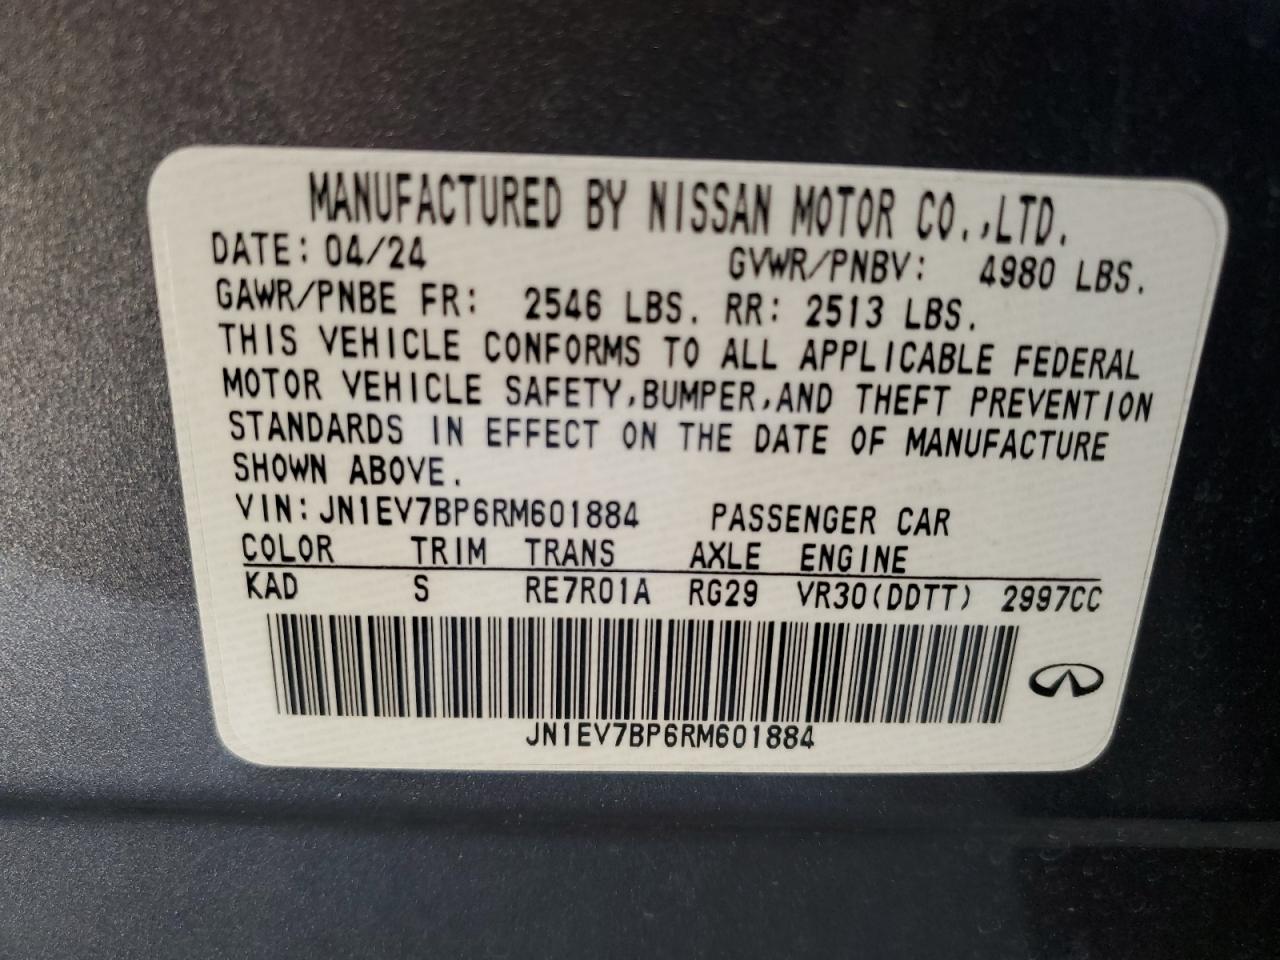 MANUFACTURED BY NISSAN MOTOR CO.,LTD.
DATE: 04/24 GVWR/PNBV: 4980 LBS.
GAWR/PNBE FR: 2546 LBS. RR: 2513 LBS.
THIS VEHICLE CONFORMS TO ALL APPLICABLE FEDERAL
MOTOR VEHICLE SAFETY,BUMPER,AND THEFT PREVENTION
STANDARDS IN EFFECT ON THE DATE OF MANUFACTURE
SHOWN ABOVE.
VIN:JN1EV7BP6RM601884 PASSENGER CAR
COLOR TRIM TRANS AXLE ENGINE
KAD S RE7R01A RG29 VR30(DDTT) 2997CC
JN1EV7BP6RM601884